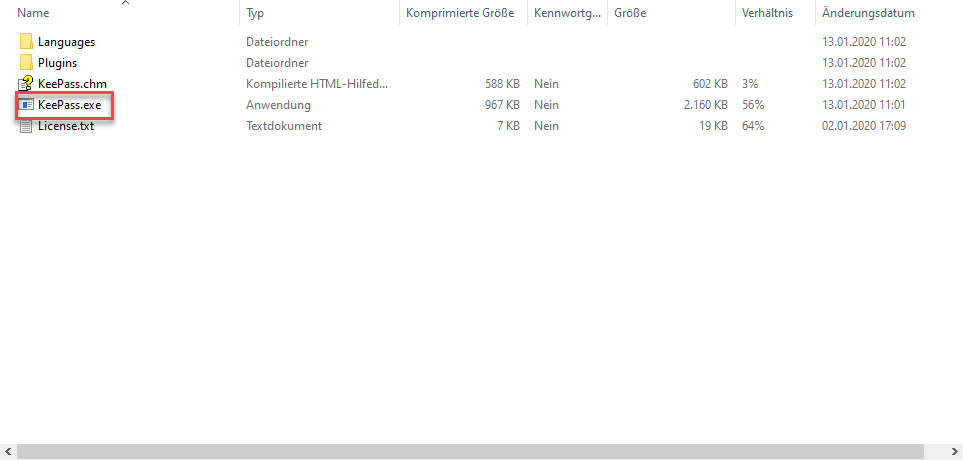 Name Typ Komprimierte Größe Kennwortg... Größe Verhältnis Änderungsdatum
Languages Dateiordner 13.01.2020 11:02
Plugins Dateiordner 13.01.2020 11:02
KeePass.chm Kompilierte HTML-Hilfed... 588 KB Nein 602 KB 3% 13.01.2020 11:02
KeePass.exe Anwendung 967 KB Nein 2.160 KB 56% 13.01.2020 11:01
License.txt Textdokument 7 KB Nein 19 KB 64% 02.01.2020 17:09